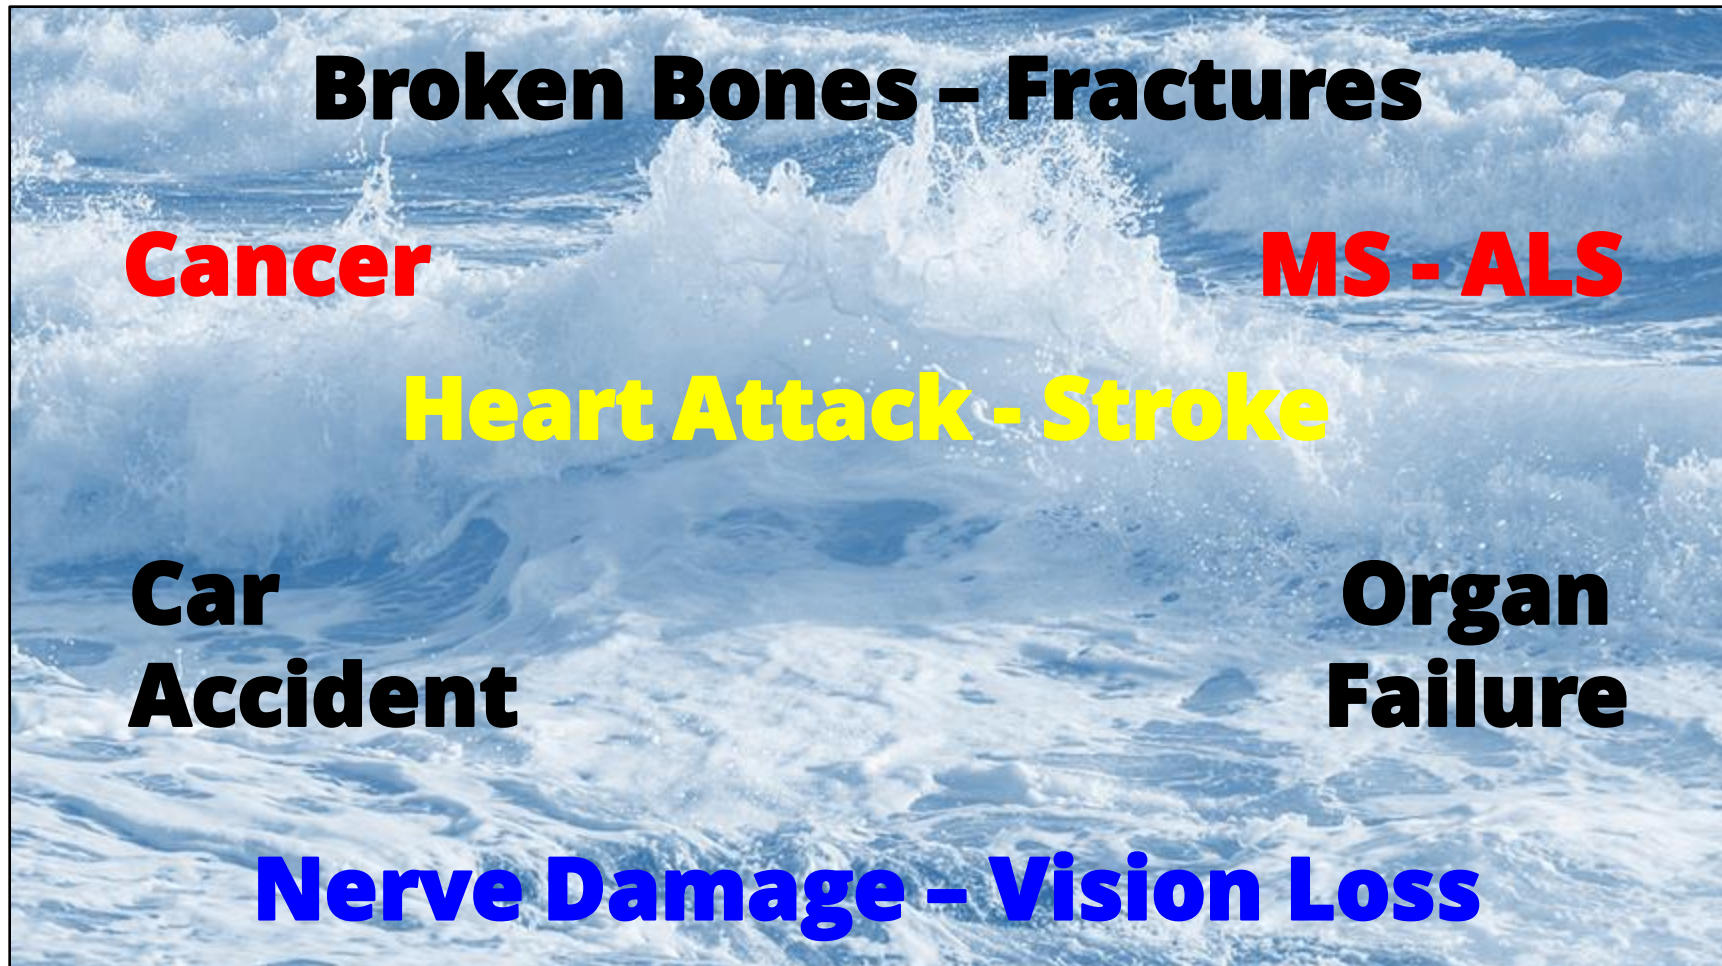 Broken Bones – Fractures
Cancer
MS - ALS
Heart Attack - Stroke
Car
Accident
Organ
Failure
Nerve Damage – Vision Loss